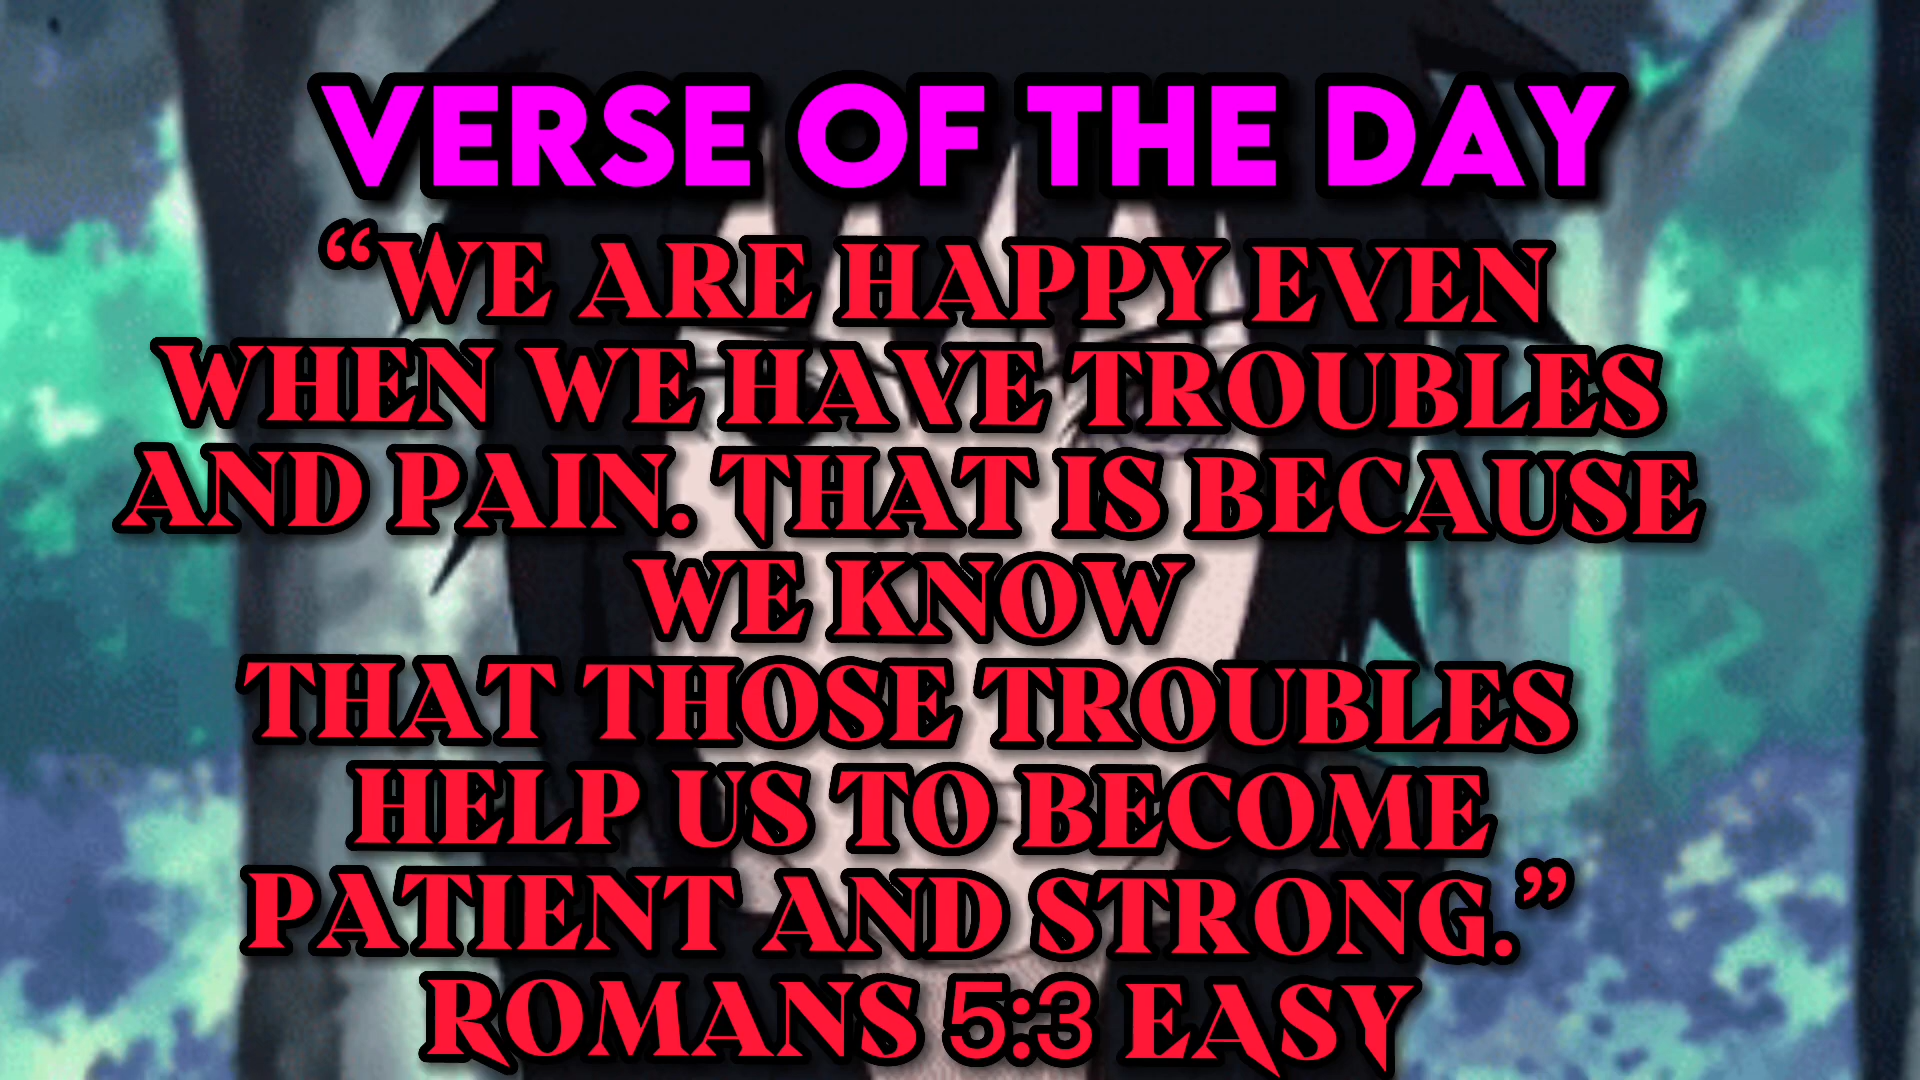 VERSE OF THE DAY
“WE ARE HAPPY EVEN
WHEN WE HAVE TROUBLES
AND PAIN. THAT IS BECAUSE
WE KNOW
THAT THOSE TROUBLES
HELP US TO BECOME
PATIENT AND STRONG.”
ROMANS 5:3 EASY